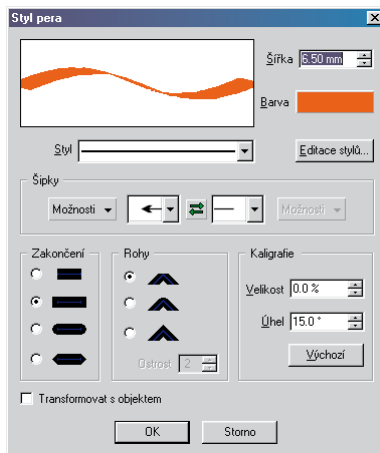 Styl pera
Šířka 6.50 mm
Barva
Styl
Editace stylů...
Šipky
Možnosti
Možnosti
Zakončení
Rohy
Kaligrafie
Velikost 0.0 %
Úhel 15.0 °
Výchozí
Ostrost 2
Transformovat s objektem
OK
Storno